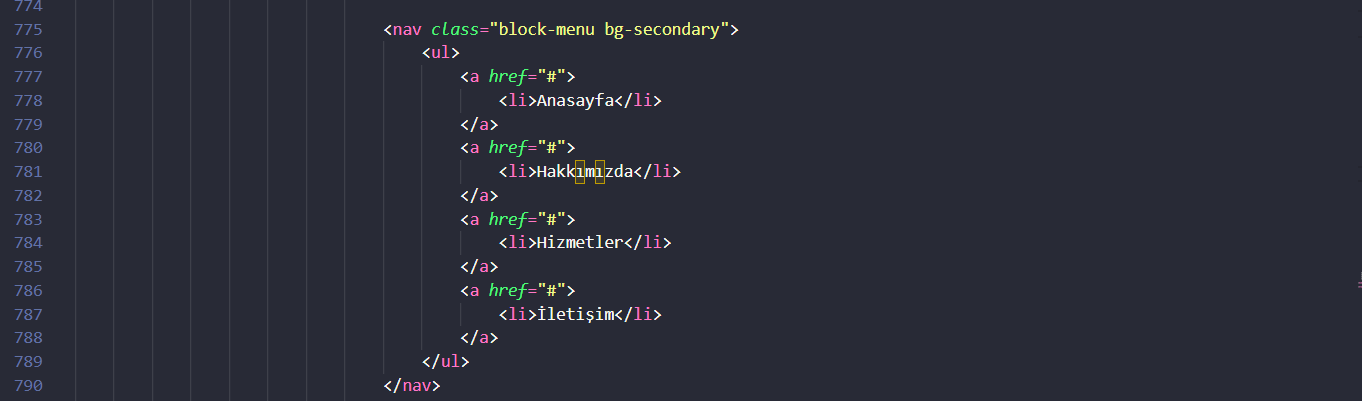 774
775 <nav class="block-menu bg-secondary">
776 <ul>
777 <a href="#">
778 <li>Anasayfa</li>
779 </a>
780 <a href="#">
781 <li>Hakkımızda</li>
782 </a>
783 <a href="#">
784 <li>Hizmetler</li>
785 </a>
786 <a href="#">
787 <li>İletişim</li>
788 </a>
789 </ul>
790 </nav>